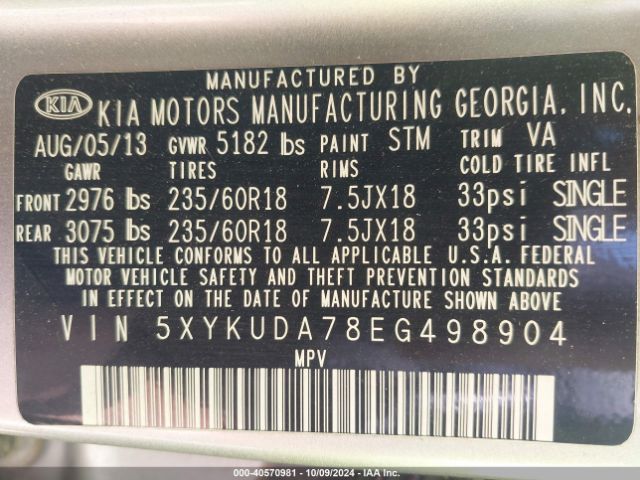 MANUFACTURED BY
KIA KIA MOTORS MANUFACTURING GEORGIA, INC.
AUG/05/13 GVWR 5182 lbs PAINT STM TRIM VA
GAWR TIRES RIMS COLD TIRE INFL
FRONT 2976 lbs 235/60R18 7.5JX18 33psi SINGLE
REAR 3075 lbs 235/60R18 7.5JX18 33psi SINGLE
THIS VEHICLE CONFORMS TO ALL APPLICABLE U.S.A. FEDERAL
MOTOR VEHICLE SAFETY AND THEFT PREVENTION STANDARDS
IN EFFECT ON THE DATE OF MANUFACTURE SHOWN ABOVE
VIN 5XYKUDA78EG498904
MPV
000-40570981 - 10/09/2024 - IAA Inc.